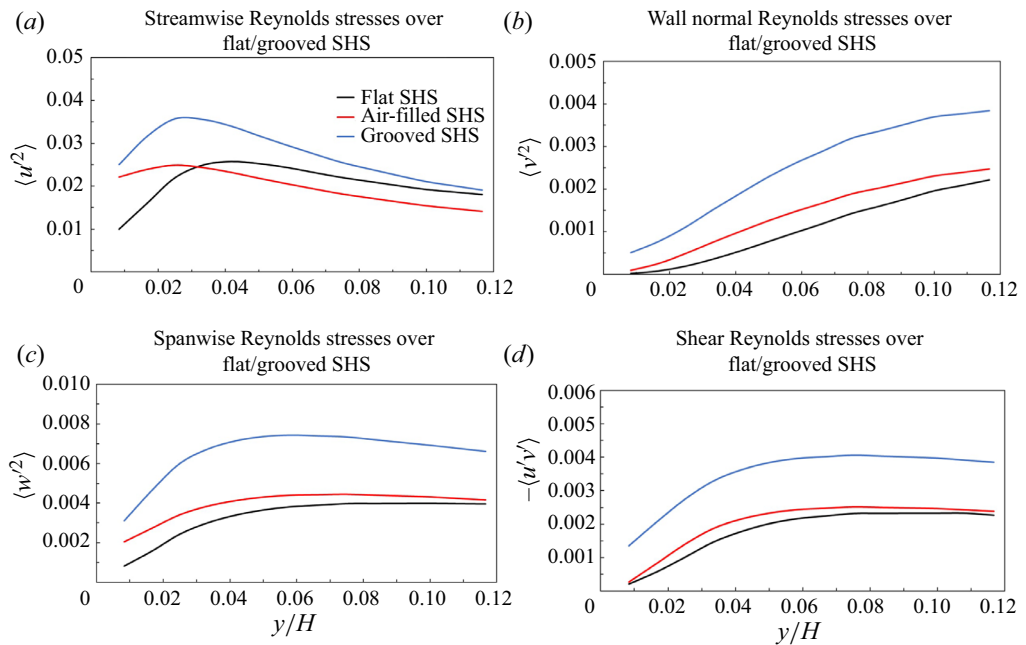 (a)
Streamwise Reynolds stresses over
flat/grooved SHS
0.05
0.04
0.03
0.02
0.01
0
0.02
0.04
0.06
0.08
0.10
0.12
⟨u′²⟩
Flat SHS
Air-filled SHS
Grooved SHS
(b)
Wall normal Reynolds stresses over
flat/grooved SHS
0.005
0.004
0.003
0.002
0.001
0
0.02
0.04
0.06
0.08
0.10
0.12
⟨v′²⟩
(c)
Spanwise Reynolds stresses over
flat/grooved SHS
0.010
0.008
0.006
0.004
0.002
0
0.02
0.04
0.06
0.08
0.10
0.12
⟨w′²⟩
y/H
(d)
Shear Reynolds stresses over
flat/grooved SHS
0.006
0.005
0.004
0.003
0.002
0.001
0
0.02
0.04
0.06
0.08
0.10
0.12
−⟨u′v′⟩
y/H